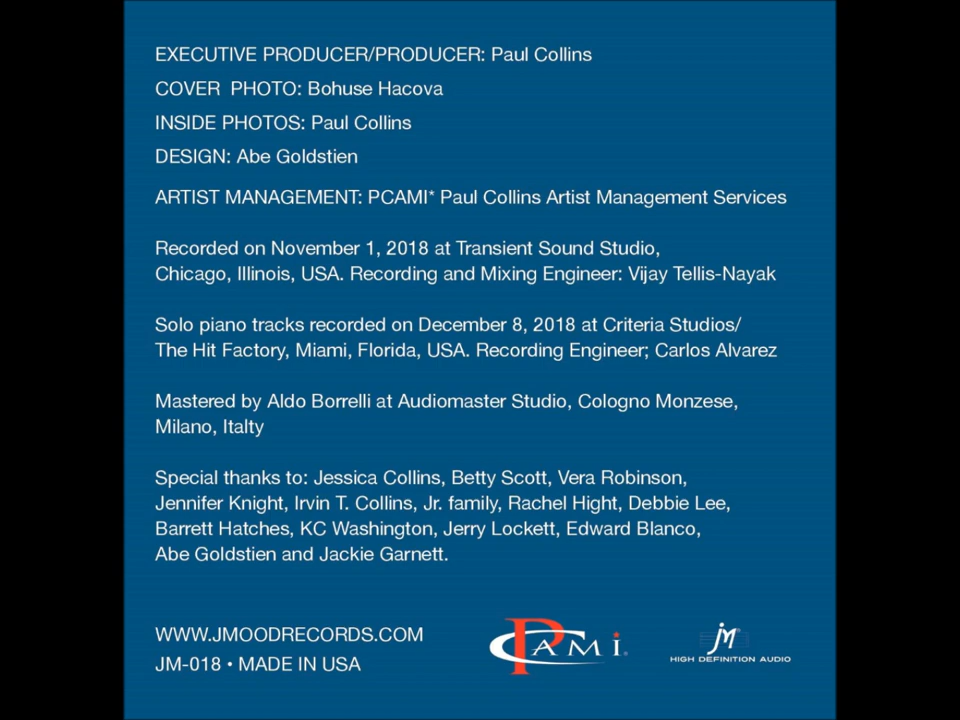 EXECUTIVE PRODUCER/PRODUCER: Paul Collins
COVER PHOTO: Bohuse Hacova
INSIDE PHOTOS: Paul Collins
DESIGN: Abe Goldstien
ARTIST MANAGEMENT: PCAMI* Paul Collins Artist Management Services
Recorded on November 1, 2018 at Transient Sound Studio,
Chicago, Illinois, USA. Recording and Mixing Engineer: Vijay Tellis-Nayak
Solo piano tracks recorded on December 8, 2018 at Criteria Studios/
The Hit Factory, Miami, Florida, USA. Recording Engineer; Carlos Alvarez
Mastered by Aldo Borrelli at Audiomaster Studio, Cologno Monzese,
Milano, Italty
Special thanks to: Jessica Collins, Betty Scott, Vera Robinson,
Jennifer Knight, Irvin T. Collins, Jr. family, Rachel Hight, Debbie Lee,
Barrett Hatches, KC Washington, Jerry Lockett, Edward Blanco,
Abe Goldstien and Jackie Garnett.
WWW.JMOODRECORDS.COM
JM-018 • MADE IN USA
PCAMi®
jM®
HIGH DEFINITION AUDIO